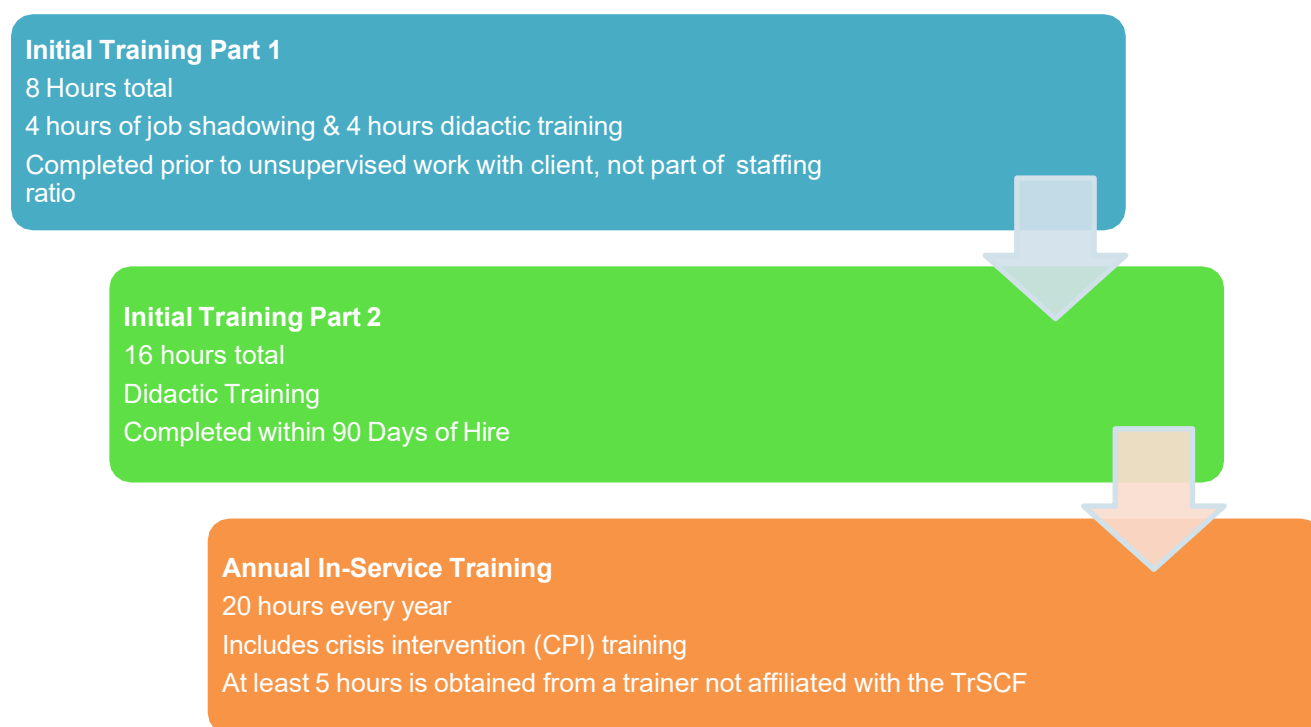 Initial Training Part 1
8 Hours total
4 hours of job shadowing & 4 hours didactic training
Completed prior to unsupervised work with client, not part of staffing
ratio
Initial Training Part 2
16 hours total
Didactic Training
Completed within 90 Days of Hire
Annual In-Service Training
20 hours every year
Includes crisis intervention (CPI) training
At least 5 hours is obtained from a trainer not affiliated with the TrSCF